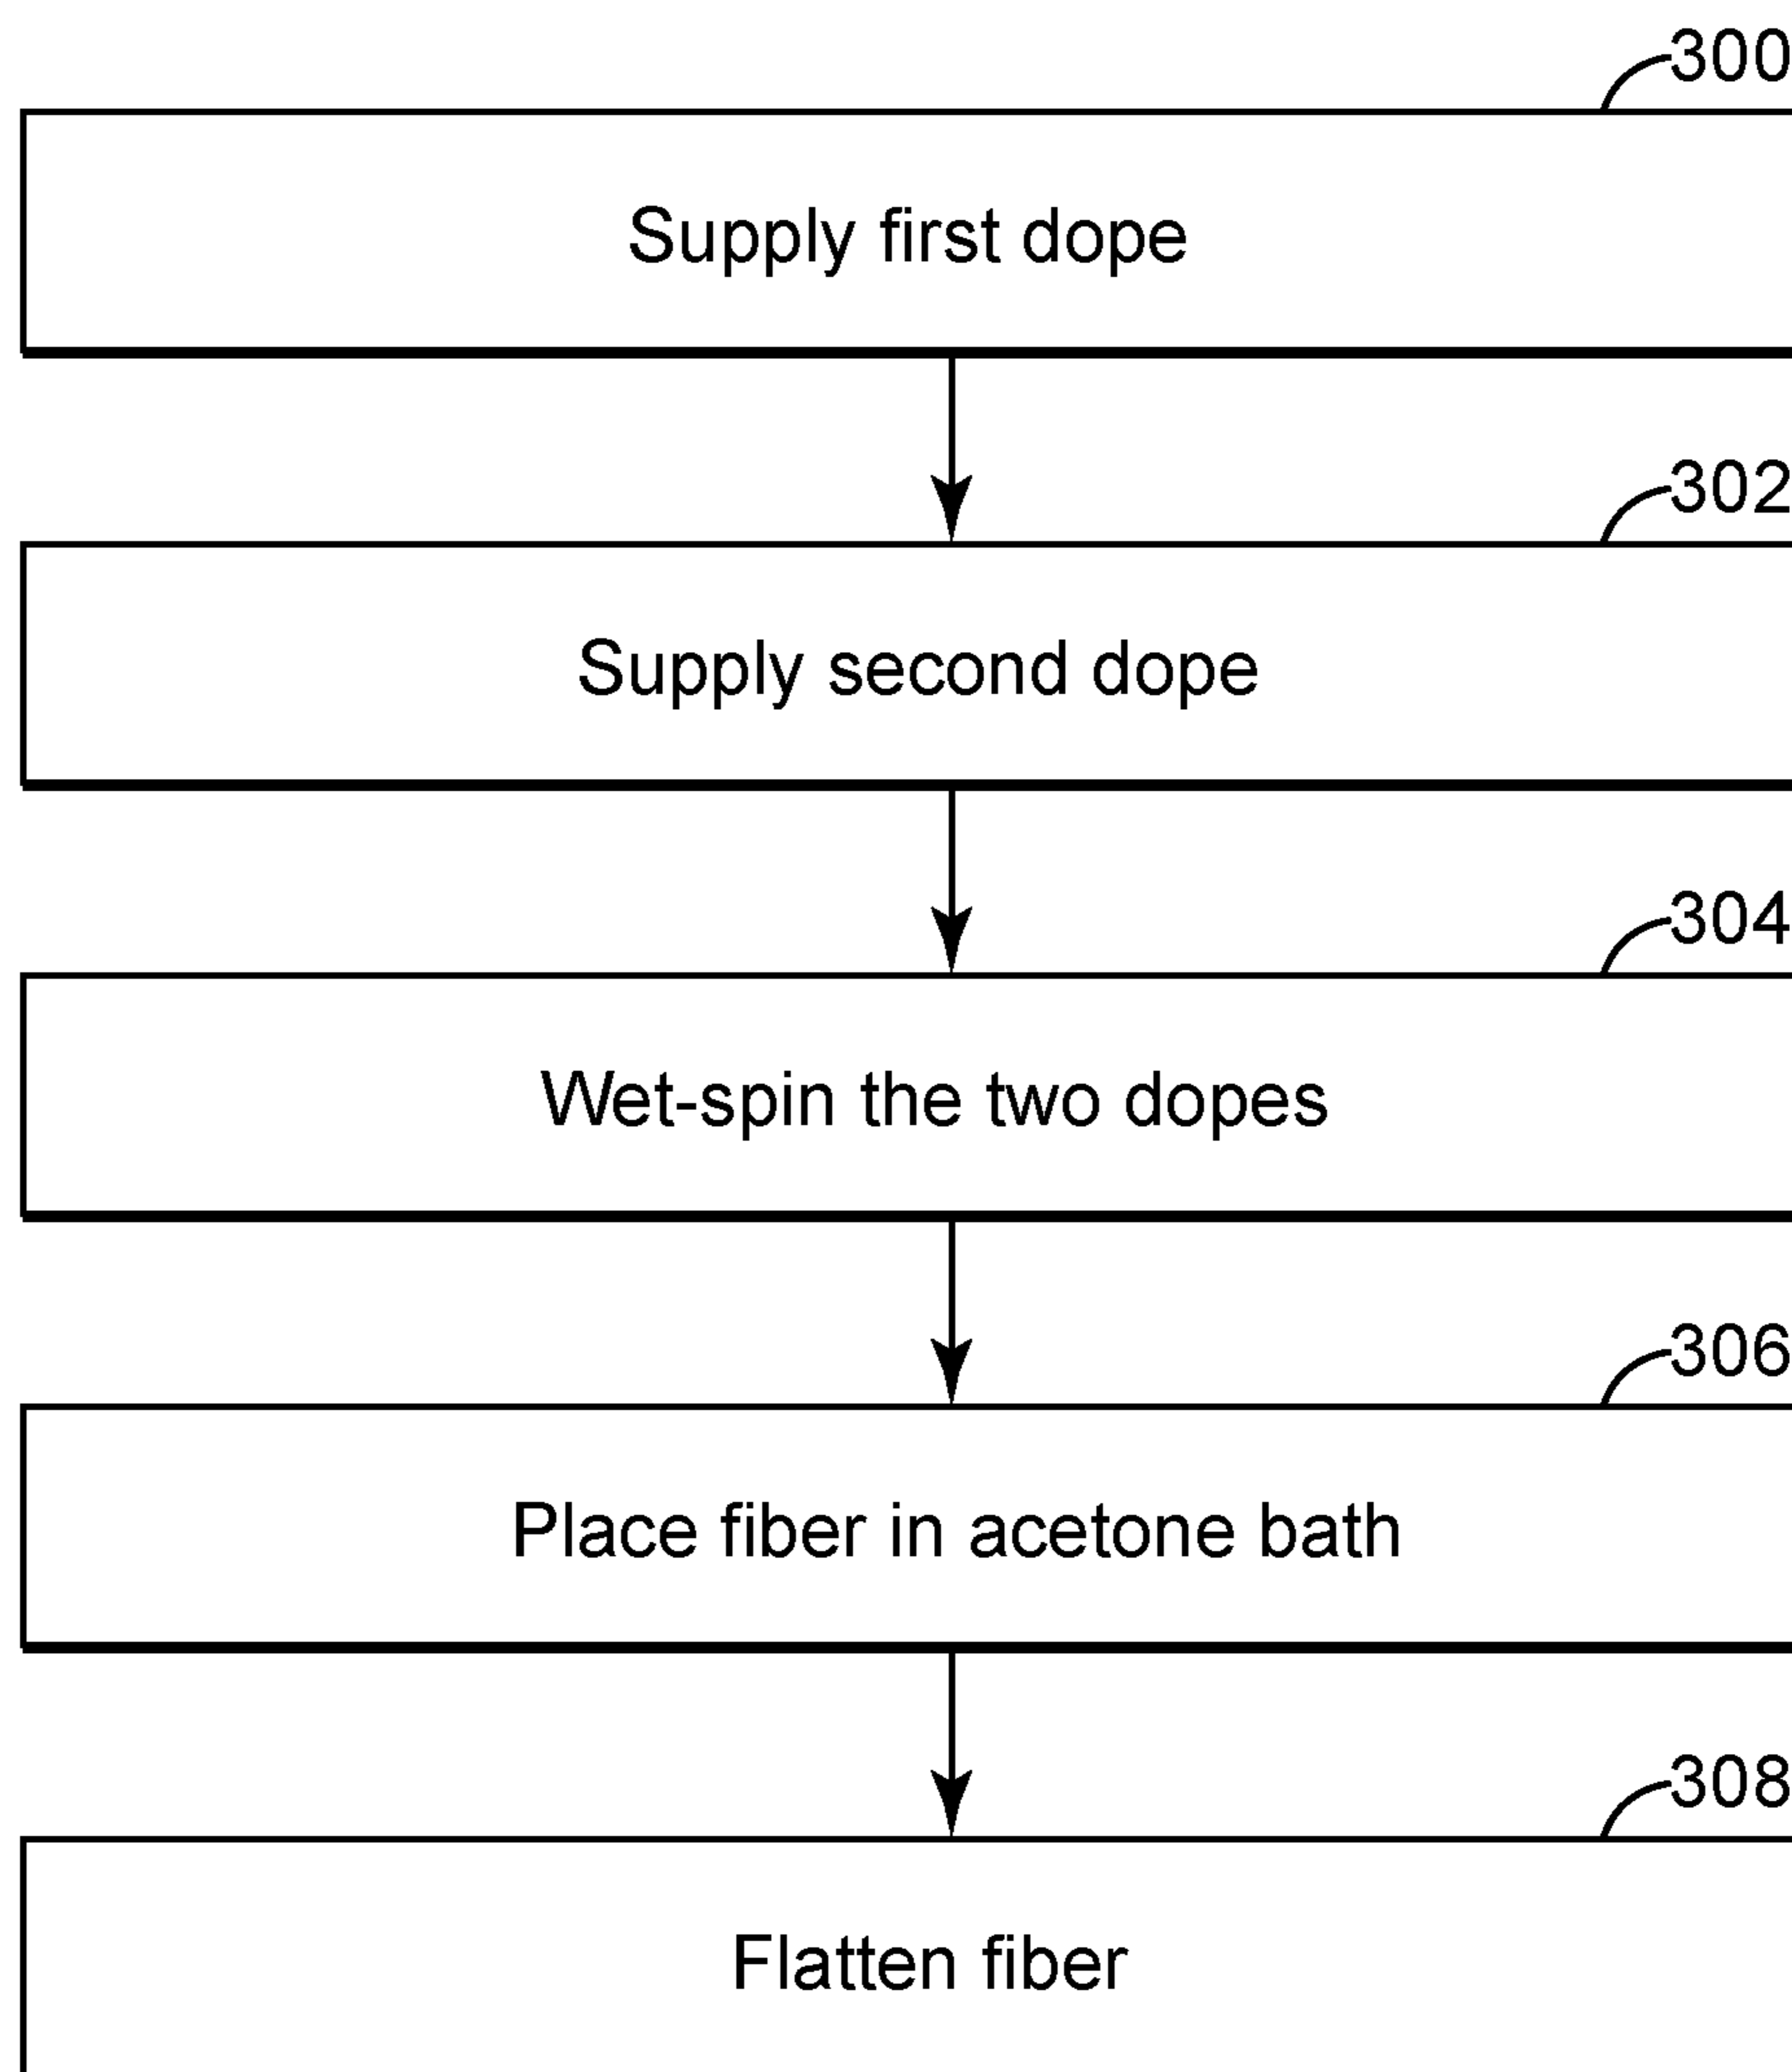 300
Supply first dope
302
Supply second dope
304
Wet-spin the two dopes
306
Place fiber in acetone bath
308
Flatten fiber